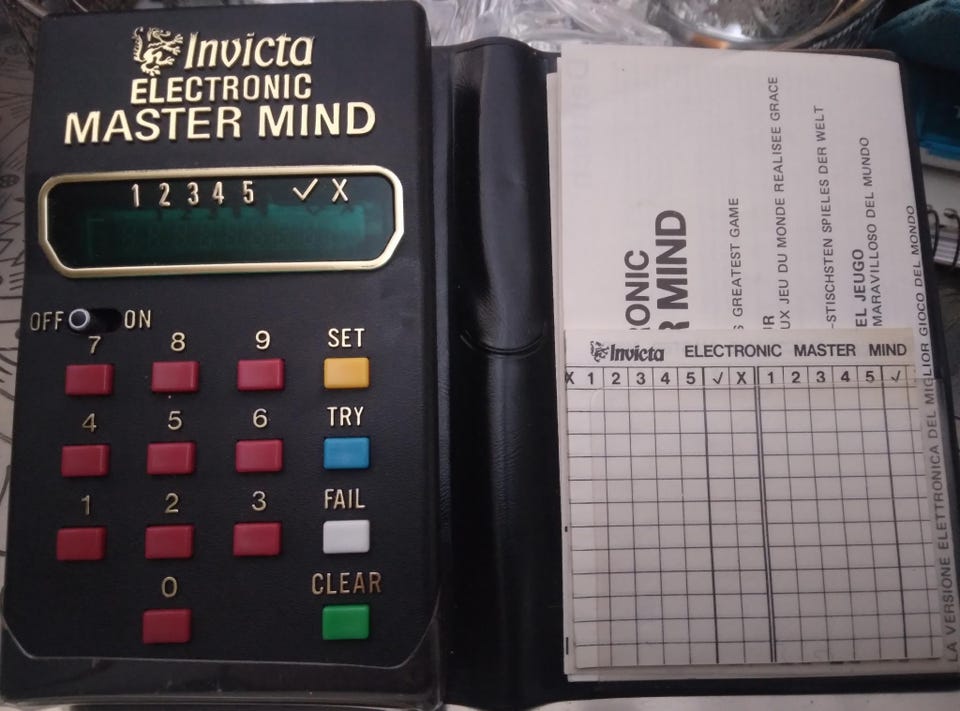 Invicta
ELECTRONIC
MASTER MIND
1 2 3 4 5 ✓ X
OFF ON
7 8 9 SET
4 5 6 TRY
1 2 3 FAIL
0 CLEAR
ONIC
R MIND
GREATEST GAME
UX JEU DU MONDE REALISEE GRACE
-STISCHSTEN SPIELES DER WELT
EL JEUGO
MARAVILLOSO DEL MUNDO
LA VERSIONE ELETTRONICA DEL MIGLIOR GIOCO DEL MONDO
Invicta ELECTRONIC MASTER MIND
X 1 2 3 4 5 ✓ X 1 2 3 4 5 ✓